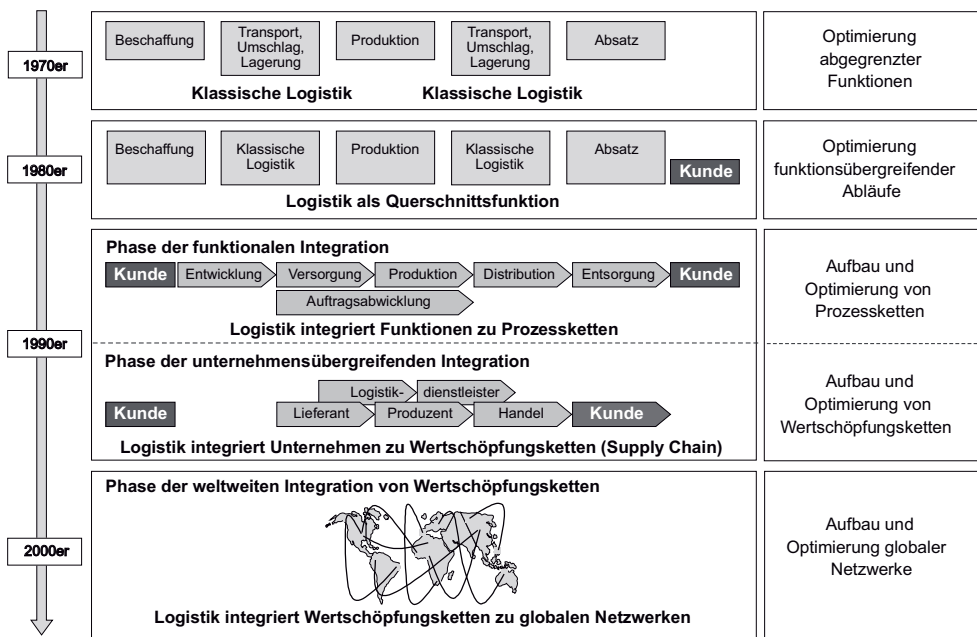 1970er
Beschaffung
Transport,
Umschlag,
Lagerung
Produktion
Transport,
Umschlag,
Lagerung
Absatz
Klassische Logistik
Klassische Logistik
Optimierung
abgegrenzter
Funktionen
1980er
Beschaffung
Klassische
Logistik
Produktion
Klassische
Logistik
Absatz
Kunde
Logistik als Querschnittsfunktion
Optimierung
funktionsübergreifender
Abläufe
1990er
Phase der funktionalen Integration
Kunde
Entwicklung
Versorgung
Produktion
Distribution
Entsorgung
Kunde
Auftragsabwicklung
Logistik integriert Funktionen zu Prozessketten
Aufbau und
Optimierung von
Prozessketten
Phase der unternehmensübergreifenden Integration
Logistik-
dienstleister
Kunde
Lieferant
Produzent
Handel
Kunde
Logistik integriert Unternehmen zu Wertschöpfungsketten (Supply Chain)
Aufbau und
Optimierung von
Wertschöpfungsketten
2000er
Phase der weltweiten Integration von Wertschöpfungsketten
Logistik integriert Wertschöpfungsketten zu globalen Netzwerken
Aufbau und
Optimierung globaler
Netzwerke